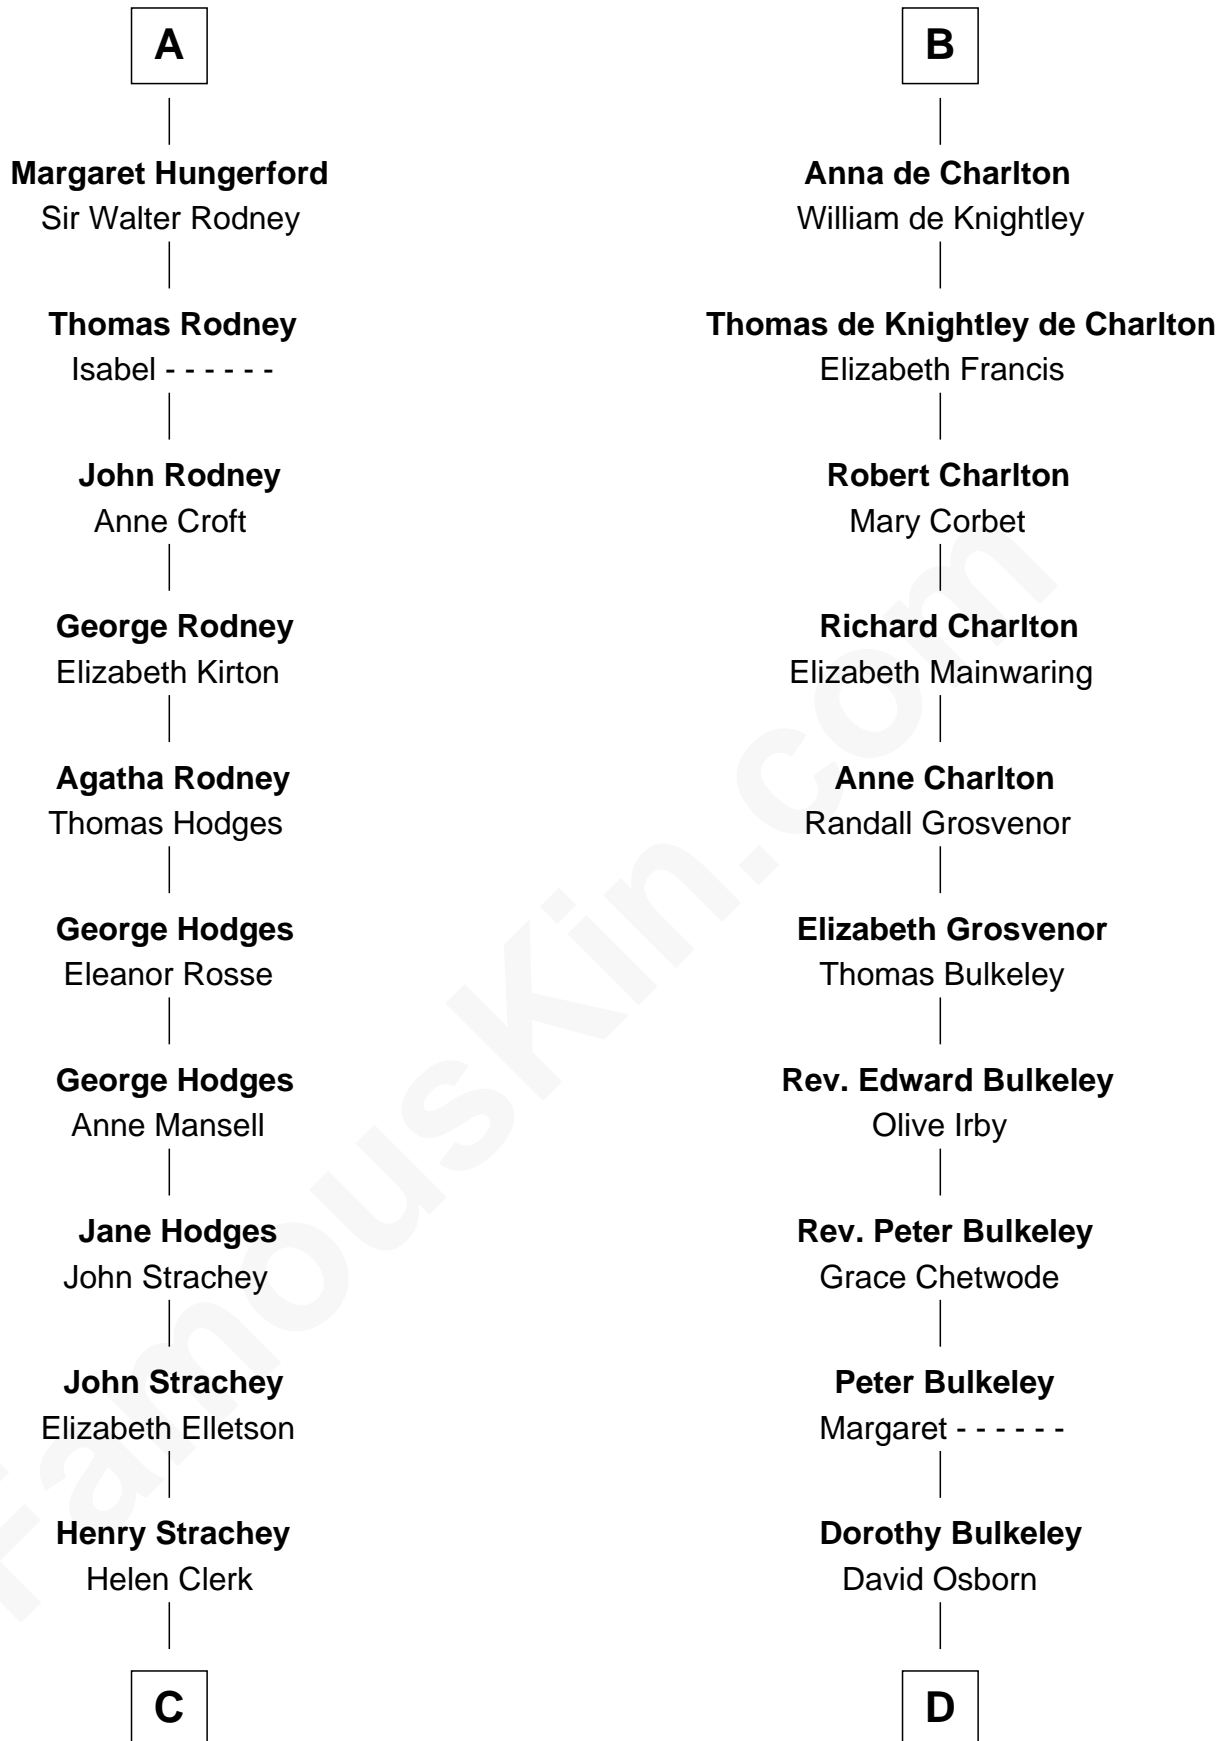 A
Margaret Hungerford
Sir Walter Rodney
Thomas Rodney
Isabel - - - - - -
John Rodney
Anne Croft
George Rodney
Elizabeth Kirton
Agatha Rodney
Thomas Hodges
George Hodges
Eleanor Rosse
George Hodges
Anne Mansell
Jane Hodges
John Strachey
John Strachey
Elizabeth Elletson
Henry Strachey
Helen Clerk
C
B
Anna de Charlton
William de Knightley
Thomas de Knightley de Charlton
Elizabeth Francis
Robert Charlton
Mary Corbet
Richard Charlton
Elizabeth Mainwaring
Anne Charlton
Randall Grosvenor
Elizabeth Grosvenor
Thomas Bulkeley
Rev. Edward Bulkeley
Olive Irby
Rev. Peter Bulkeley
Grace Chetwode
Peter Bulkeley
Margaret - - - - - -
Dorothy Bulkeley
David Osborn
D
FamousKin.com